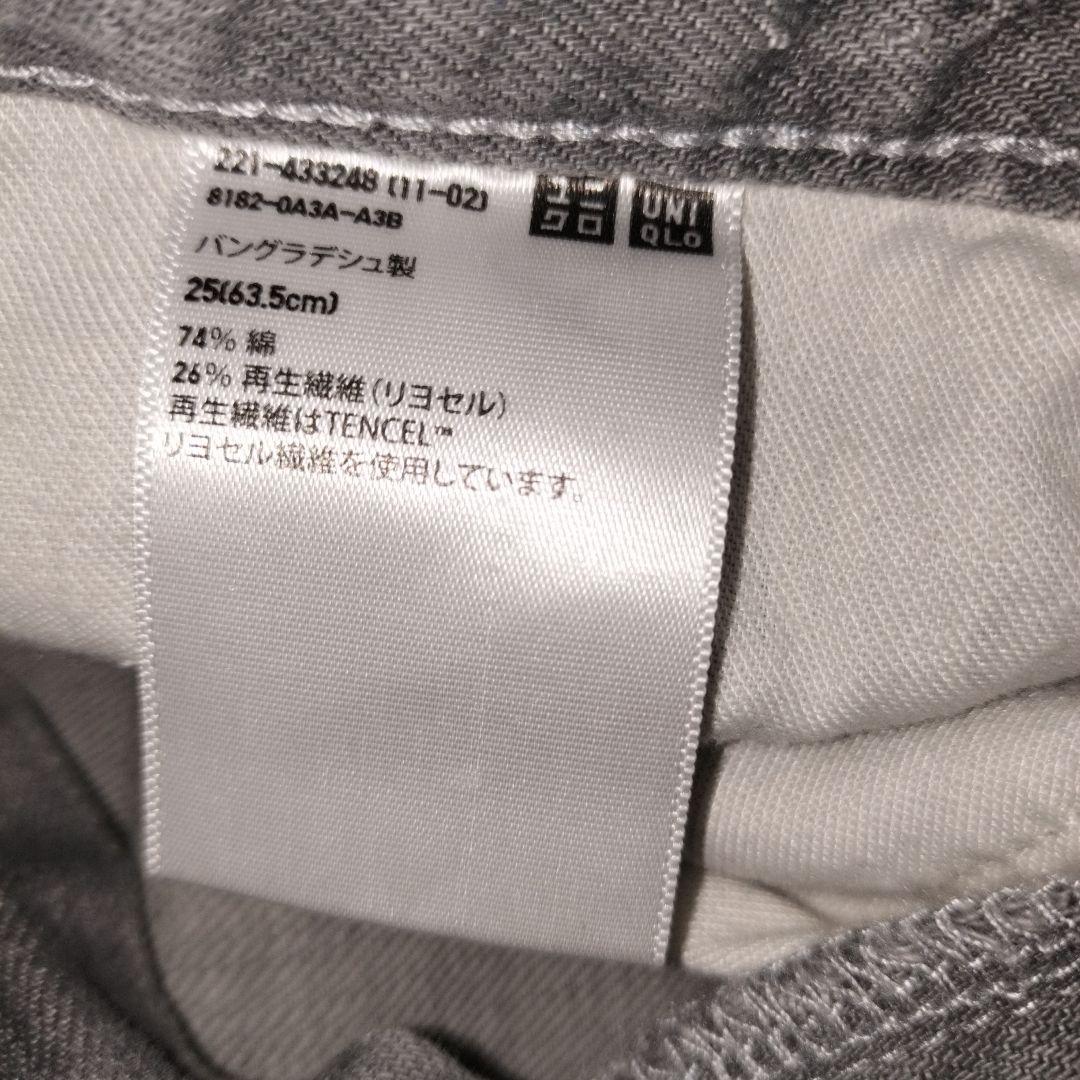 221-433248 (11-02)
8182-0A3A-A3B
ユニ
クロ
UNI
QLO
バングラデシュ製
25(63.5cm)
74% 綿
26% 再生繊維(リヨセル)
再生繊維はTENCEL™
リヨセル繊維を使用しています。